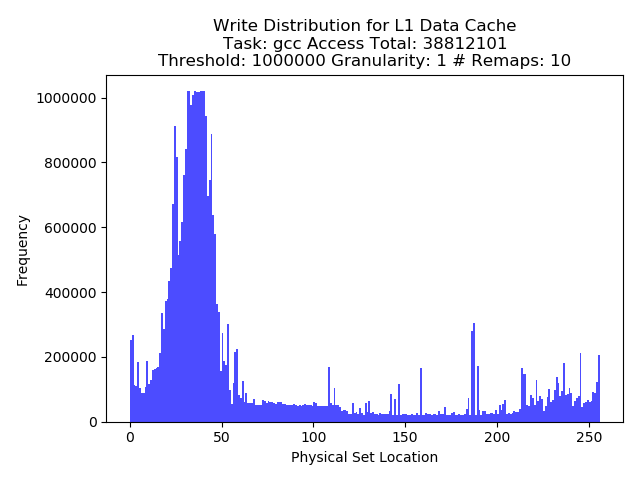 Write Distribution for L1 Data Cache
Task: gcc Access Total: 38812101
Threshold: 1000000 Granularity: 1 # Remaps: 10
1000000
800000
600000
400000
200000
0
Frequency
0 50 100 150 200 250
Physical Set Location